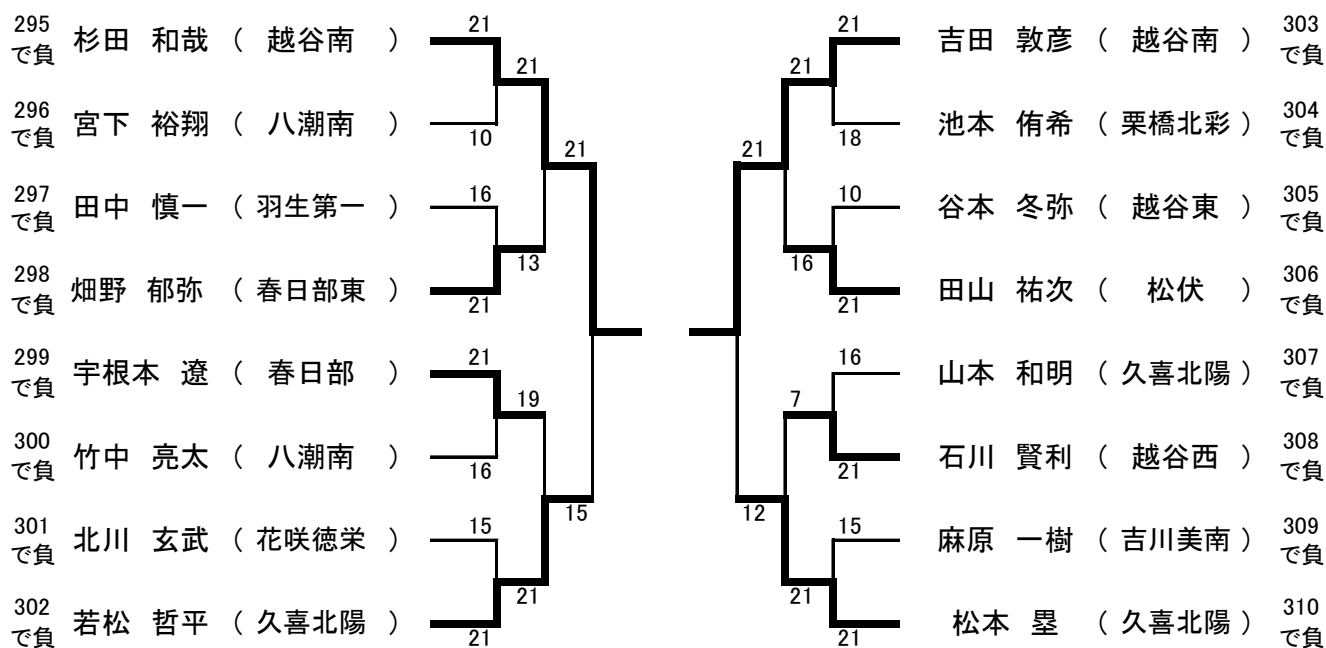 295 で負 杉田 和哉 ( 越谷南 ) 21
21
296 で負 宮下 裕翔 ( 八潮南 ) 10
21
297 で負 田中 慎一 ( 羽生第一 ) 16
13
298 で負 畑野 郁弥 ( 春日部東 ) 21
299 で負 宇根本 遼 ( 春日部 ) 21
19
300 で負 竹中 亮太 ( 八潮南 ) 16
15
301 で負 北川 玄武 ( 花咲徳栄 ) 15
21
302 で負 若松 哲平 ( 久喜北陽 ) 21
21 吉田 敦彦 ( 越谷南 ) 303 で負
21
18 池本 侑希 ( 栗橋北彩 ) 304 で負
21
10 谷本 冬弥 ( 越谷東 ) 305 で負
16
21 田山 祐次 ( 松伏 ) 306 で負
16 山本 和明 ( 久喜北陽 ) 307 で負
7
21 石川 賢利 ( 越谷西 ) 308 で負
12
15 麻原 一樹 ( 吉川美南 ) 309 で負
21
21 松本 塁 ( 久喜北陽 ) 310 で負